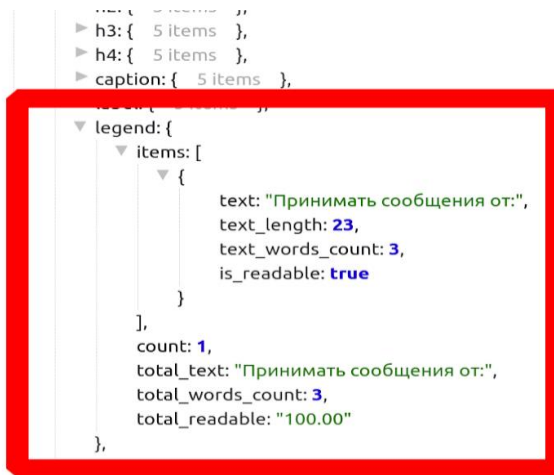 h3: { 5 items },
h4: { 5 items },
caption: { 5 items },
legend: {
items: [
{
text: "Принимать сообщения от:",
text_length: 23,
text_words_count: 3,
is_readable: true
}
],
count: 1,
total_text: "Принимать сообщения от:",
total_words_count: 3,
total_readable: "100.00"
},